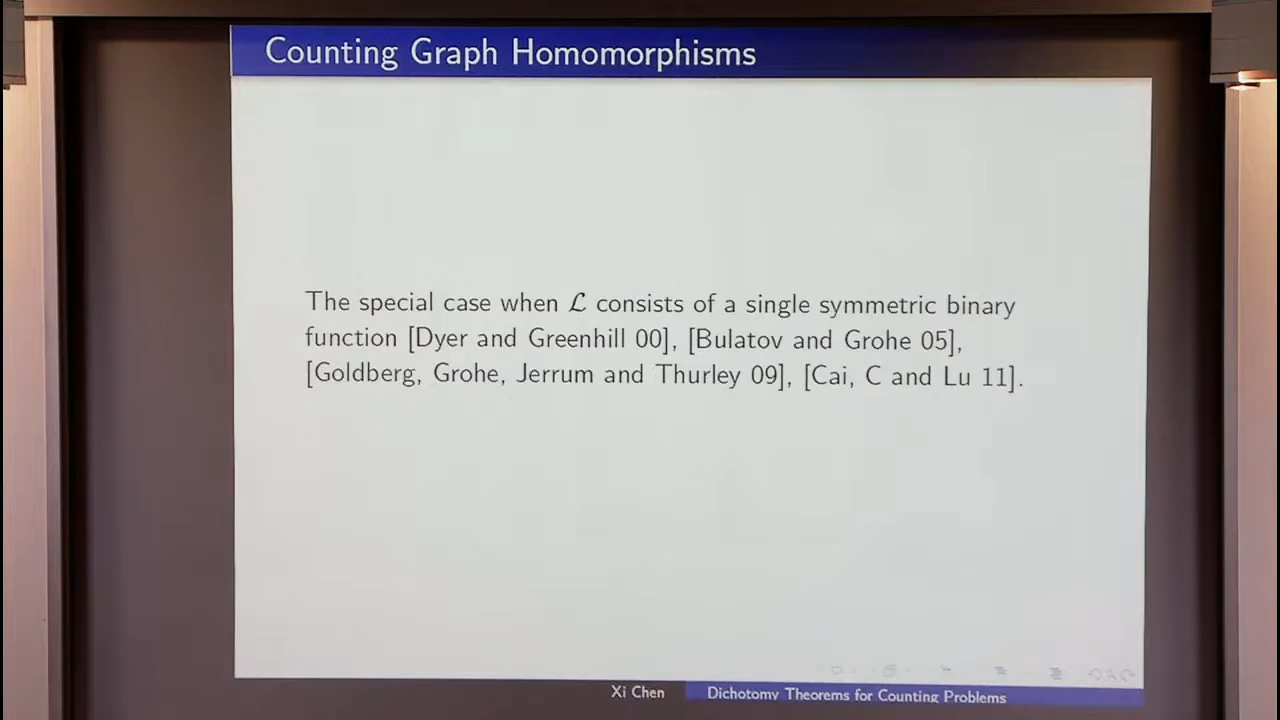 Counting Graph Homomorphisms
The special case when ℒ consists of a single symmetric binary
function [Dyer and Greenhill 00], [Bulatov and Grohe 05],
[Goldberg, Grohe, Jerrum and Thurley 09], [Cai, C and Lu 11].
Xi Chen
Dichotomy Theorems for Counting Problems